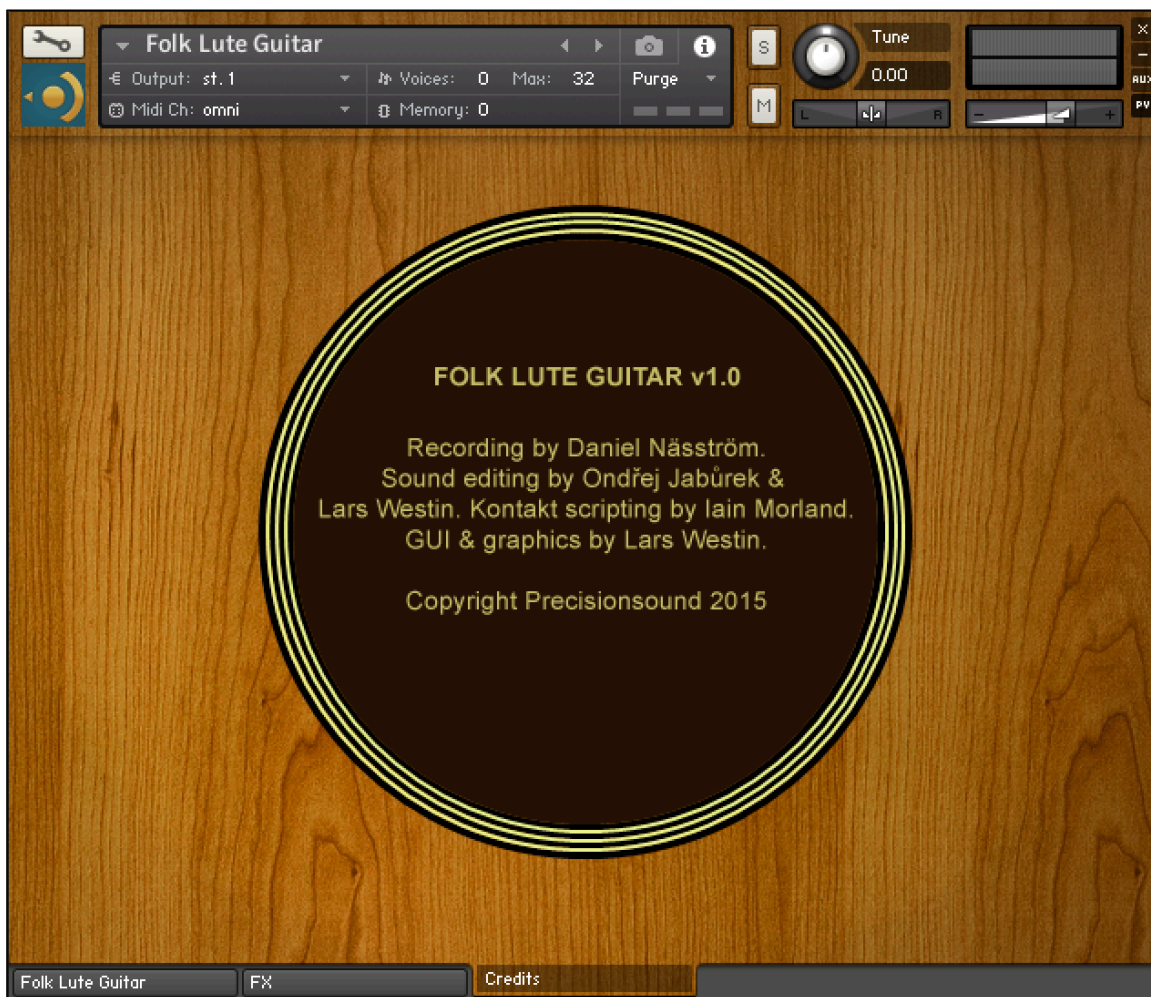 Folk Lute Guitar
Output: st. 1
Voices: 0 Max: 32
Purge
Midi Ch: omni
Memory: 0
S
M
Tune
0.00
L R
- +
×
-
AUX
PV
FOLK LUTE GUITAR v1.0
Recording by Daniel Näsström.
Sound editing by Ondřej Jabůrek &
Lars Westin. Kontakt scripting by Iain Morland.
GUI & graphics by Lars Westin.
Copyright Precisionsound 2015
Folk Lute Guitar
FX
Credits